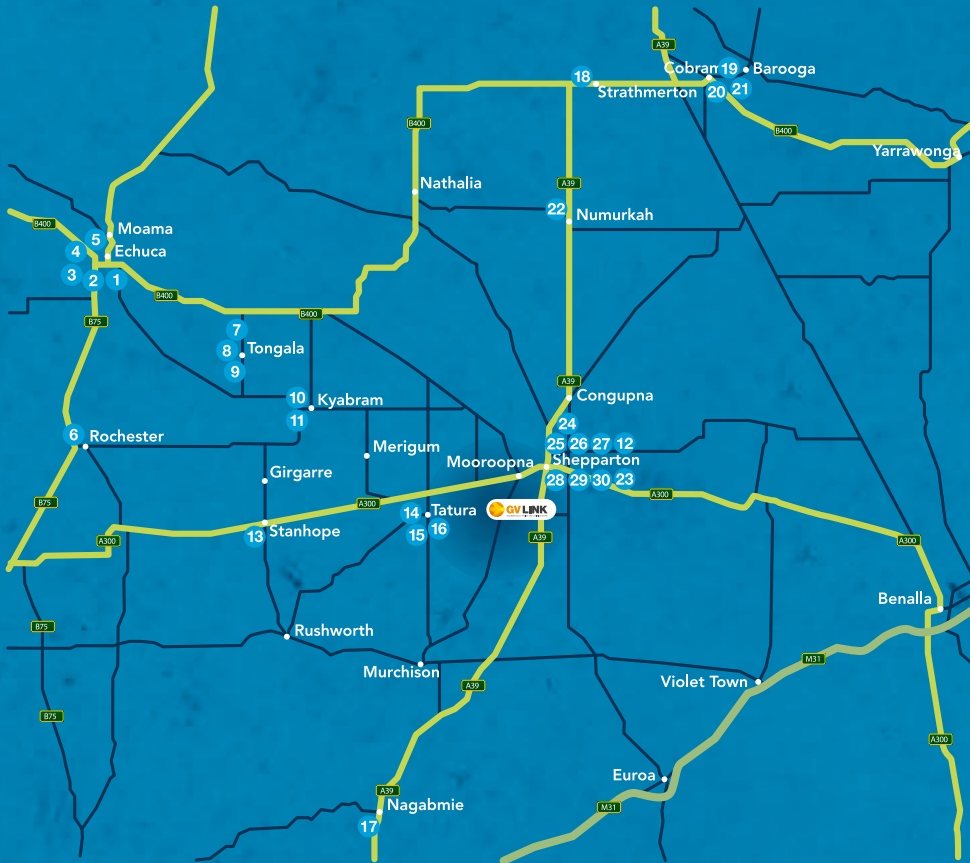 A39
Cobram
19
Barooga
18
Strathmerton
20
21
B400
B400
Yarrawonga
Nathalia
A39
22
Numurkah
B400
Moama
5
4
Echuca
3
2
1
B400
B400
B75
7
8
Tongala
9
A39
10
Kyabram
Congupna
11
24
6
Rochester
25
26
27
12
Merigum
Mooroopna
Shepparton
Girgarre
28
29
30
23
A300
B75
A300
GVLINK
14
Tatura
13
Stanhope
15
16
A39
A300
A300
Benalla
B75
Rushworth
M31
Murchison
Violet Town
A39
B75
A300
Euroa
A39
Nagabmie
M31
17